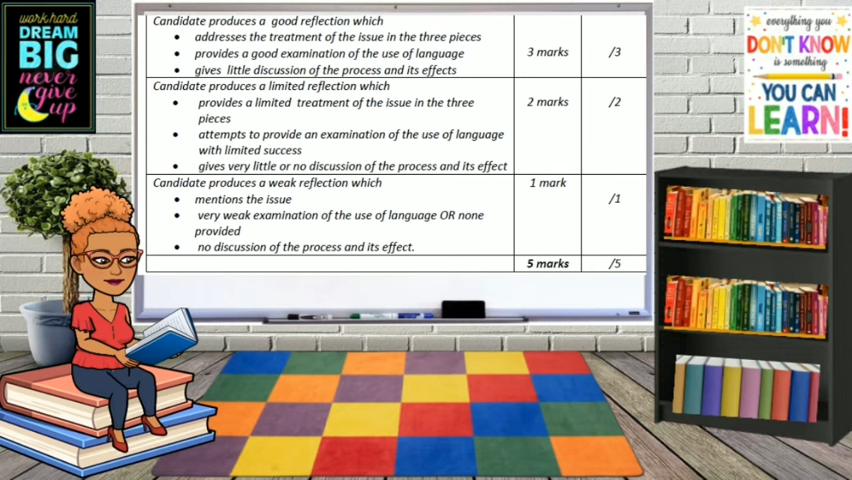 work hard
DREAM
BIG
never
give
up
Candidate produces a good reflection which
• addresses the treatment of the issue in the three pieces
• provides a good examination of the use of language
• gives little discussion of the process and its effects
3 marks
/3
Candidate produces a limited reflection which
• provides a limited treatment of the issue in the three
pieces
• attempts to provide an examination of the use of language
with limited success
• gives very little or no discussion of the process and its effect
2 marks
/2
Candidate produces a weak reflection which
• mentions the issue
• very weak examination of the use of language OR none
provided
• no discussion of the process and its effect.
1 mark
/1
5 marks
/5
everything you
DON'T KNOW
is something
YOU CAN
LEARN!